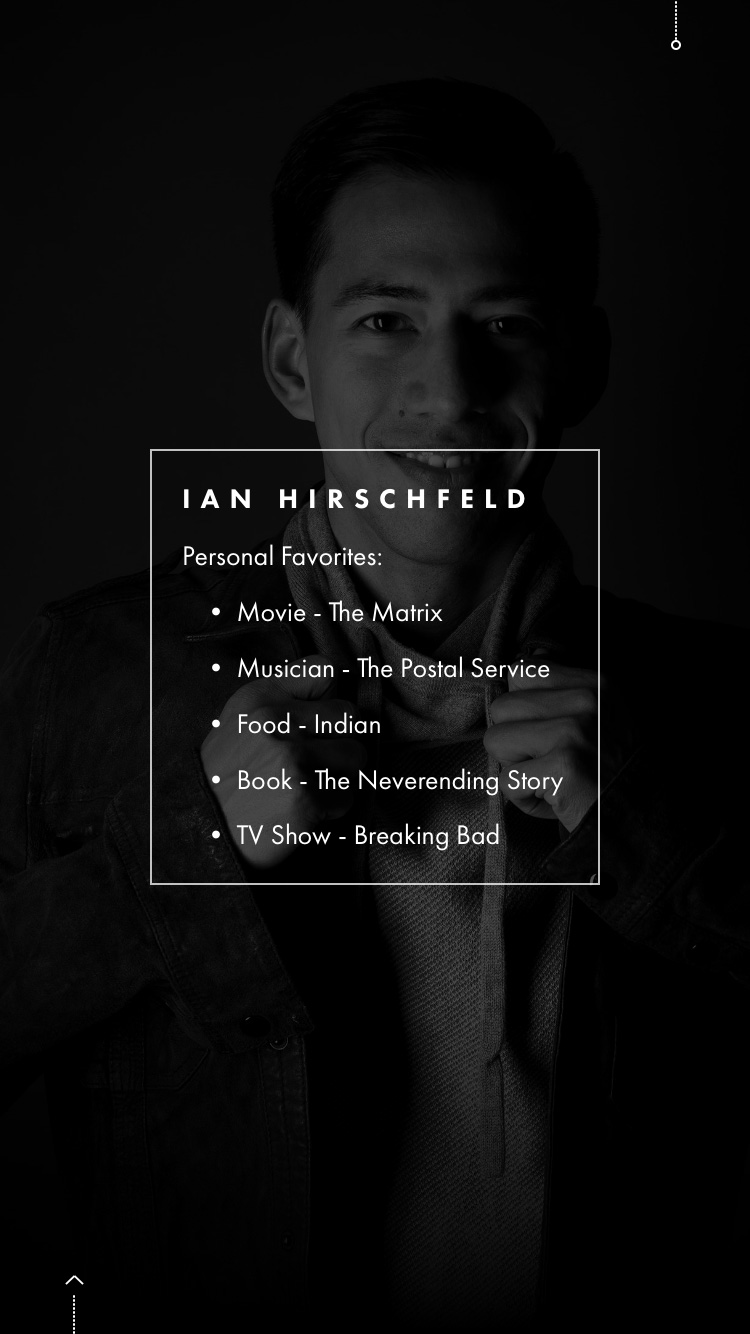 IAN HIRSCHFELD
Personal Favorites:
• Movie - The Matrix
• Musician - The Postal Service
• Food - Indian
• Book - The Neverending Story
• TV Show - Breaking Bad